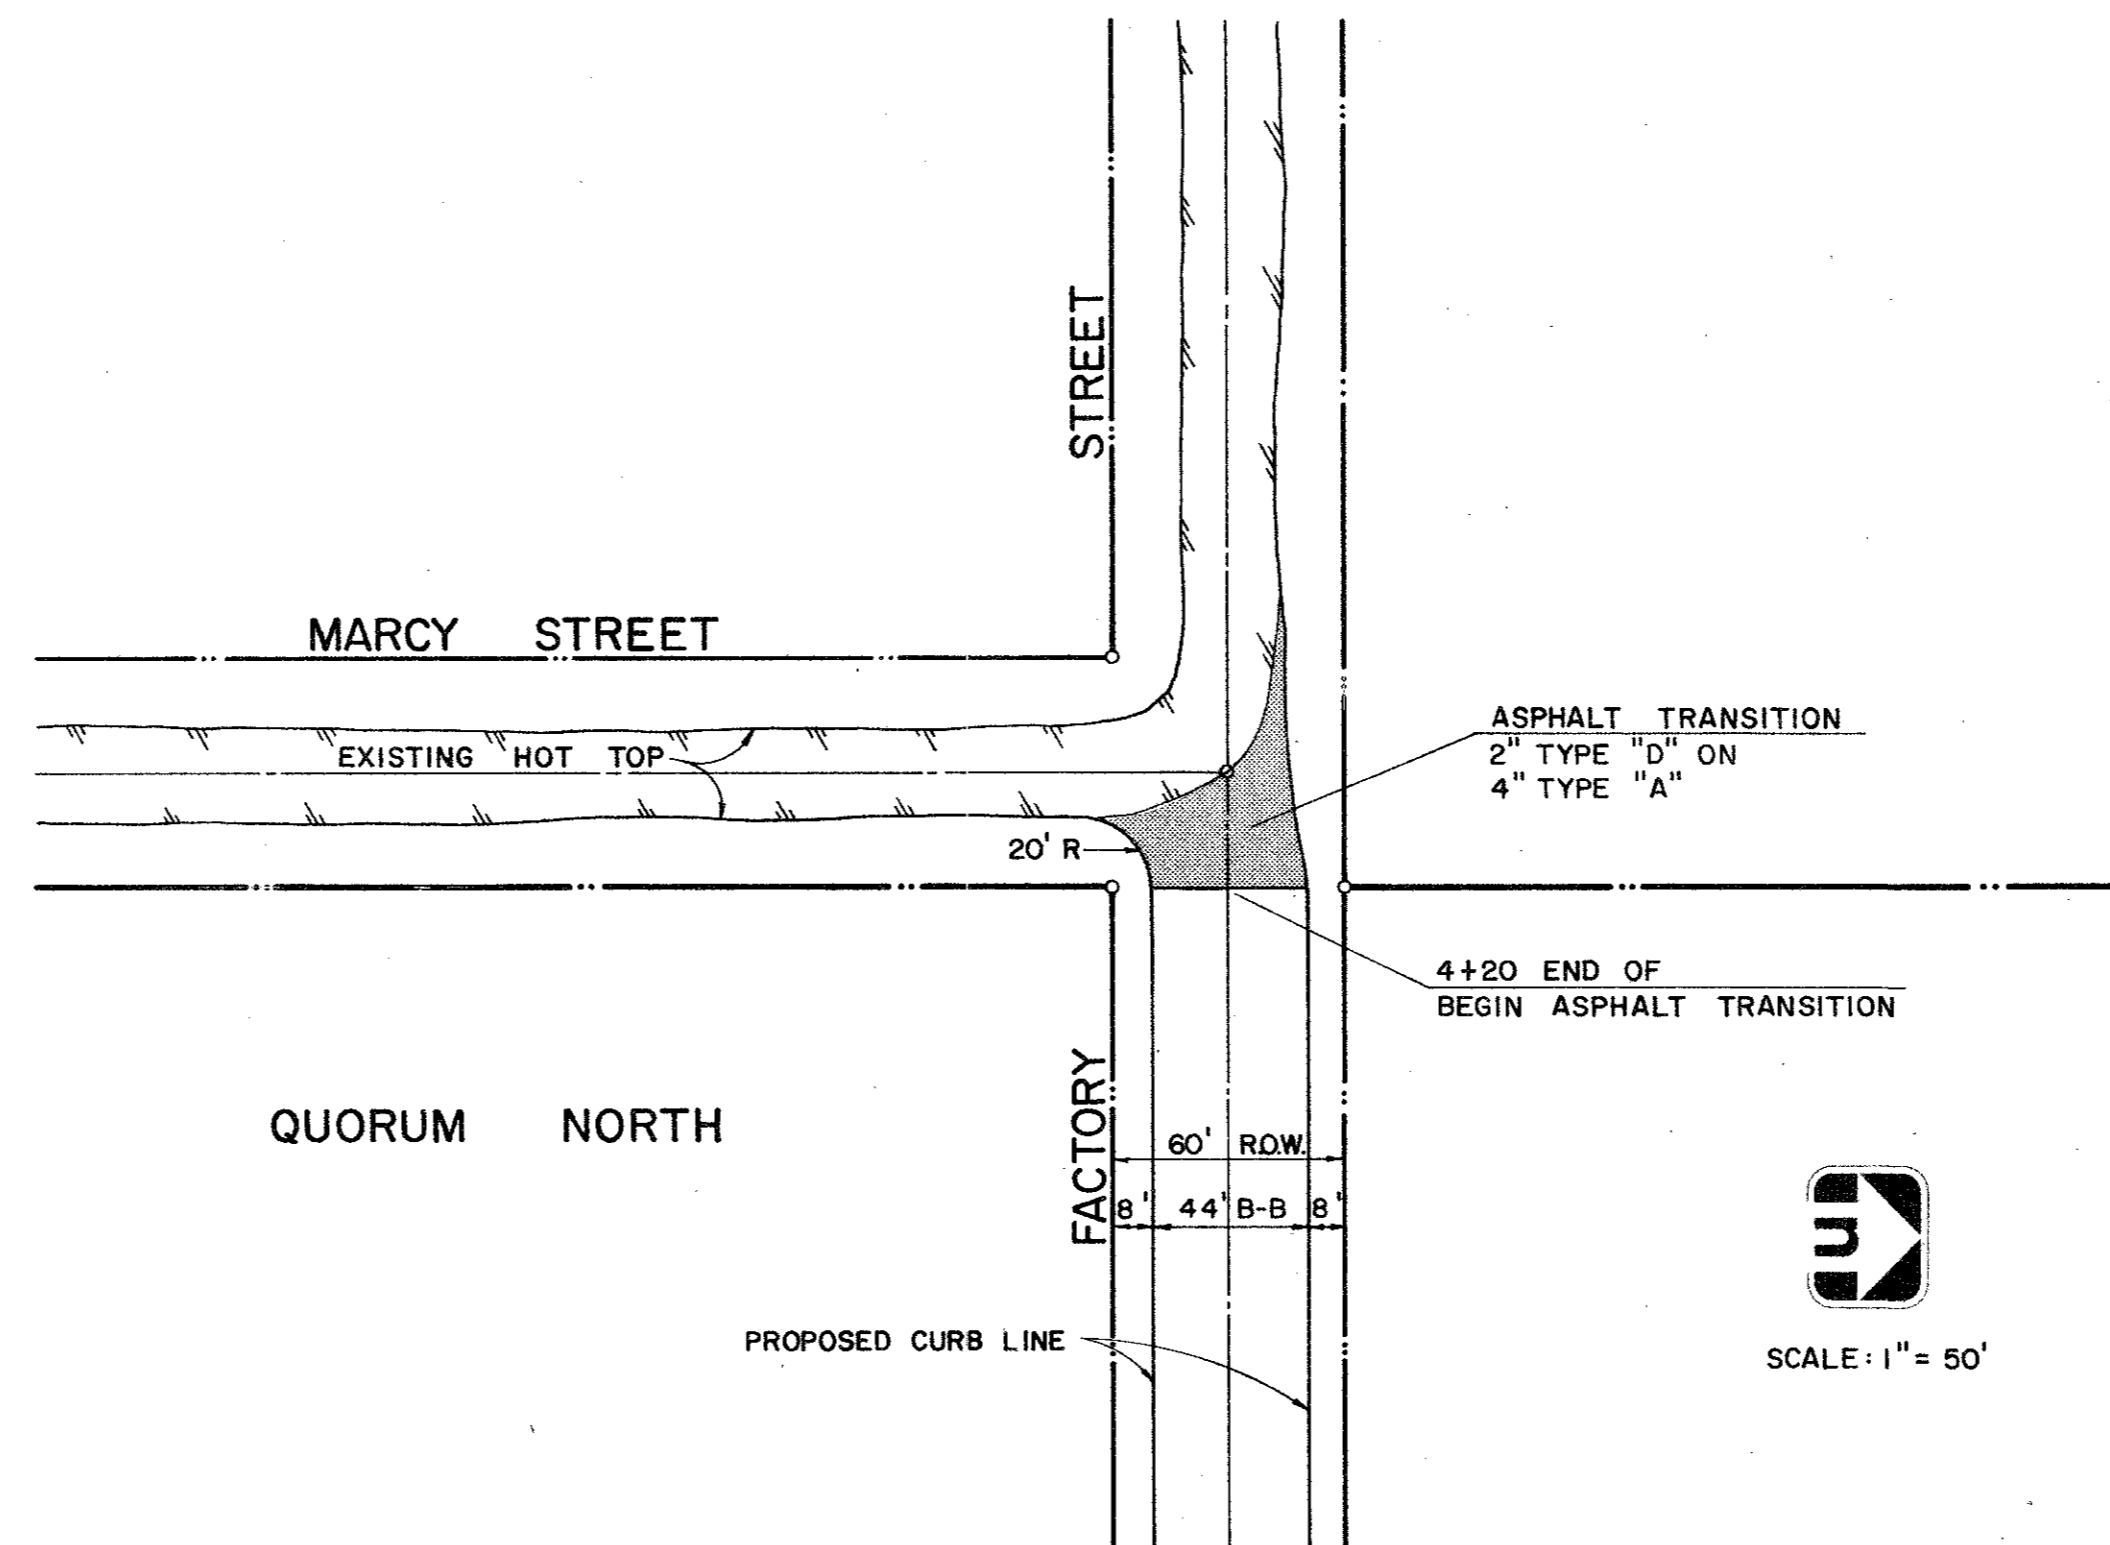 STREET
MARCY STREET
EXISTING HOT TOP
ASPHALT TRANSITION
2" TYPE "D" ON
4" TYPE "A"
20' R
4+20 END OF
BEGIN ASPHALT TRANSITION
FACTORY
QUORUM NORTH
60' R.O.W.
8' 44' B-B 8'
PROPOSED CURB LINE
SCALE: 1" = 50'